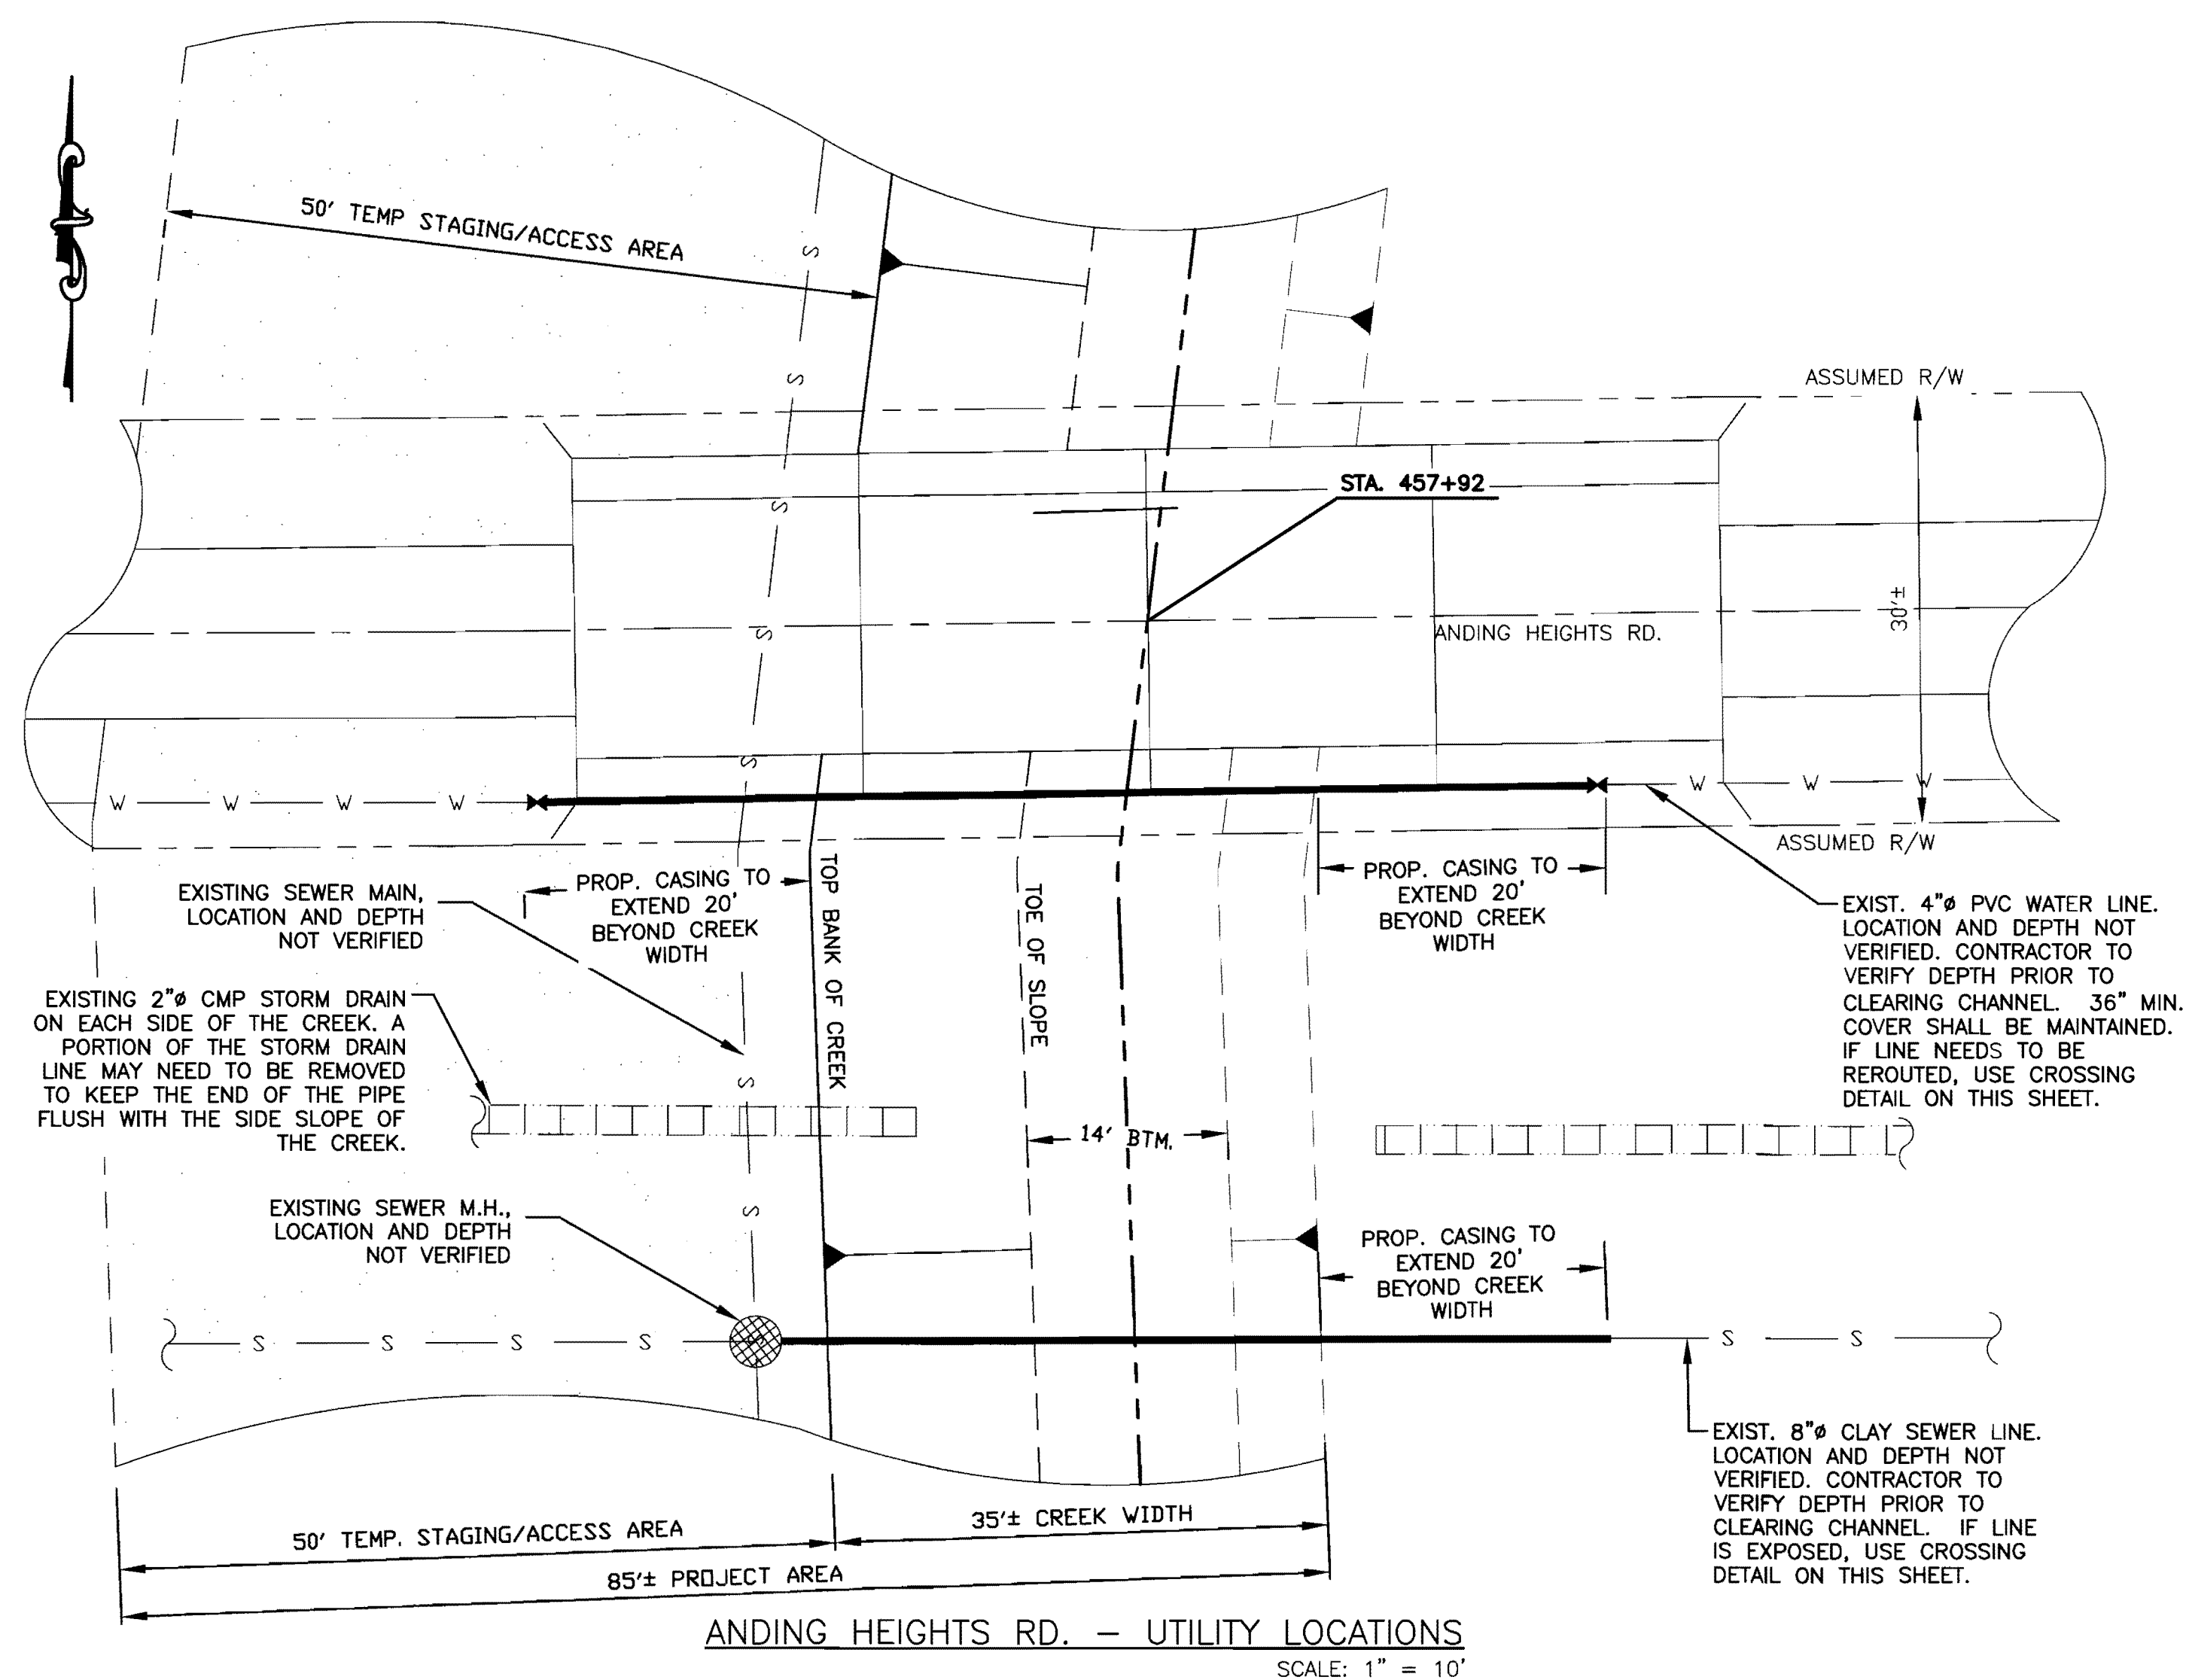 50' TEMP STAGING/ACCESS AREA
S
S
S
S
S
S
ASSUMED R/W
STA. 457+92
30'±
ANDING HEIGHTS RD.
W W W W
W W W
ASSUMED R/W
EXISTING SEWER MAIN,
LOCATION AND DEPTH
NOT VERIFIED
PROP. CASING TO
EXTEND 20'
BEYOND CREEK
WIDTH
TOP BANK OF CREEK
TOE OF SLOPE
PROP. CASING TO
EXTEND 20'
BEYOND CREEK
WIDTH
EXIST. 4"ø PVC WATER LINE.
LOCATION AND DEPTH NOT
VERIFIED. CONTRACTOR TO
VERIFY DEPTH PRIOR TO
CLEARING CHANNEL. 36" MIN.
COVER SHALL BE MAINTAINED.
IF LINE NEEDS TO BE
REROUTED, USE CROSSING
DETAIL ON THIS SHEET.
EXISTING 2"ø CMP STORM DRAIN
ON EACH SIDE OF THE CREEK. A
PORTION OF THE STORM DRAIN
LINE MAY NEED TO BE REMOVED
TO KEEP THE END OF THE PIPE
FLUSH WITH THE SIDE SLOPE OF
THE CREEK.
S
14' BTM.
EXISTING SEWER M.H.,
LOCATION AND DEPTH
NOT VERIFIED
S
PROP. CASING TO
EXTEND 20'
BEYOND CREEK
WIDTH
S S S S S
S S
EXIST. 8"ø CLAY SEWER LINE.
LOCATION AND DEPTH NOT
VERIFIED. CONTRACTOR TO
VERIFY DEPTH PRIOR TO
CLEARING CHANNEL. IF LINE
IS EXPOSED, USE CROSSING
DETAIL ON THIS SHEET.
50' TEMP. STAGING/ACCESS AREA
35'± CREEK WIDTH
85'± PROJECT AREA
ANDING HEIGHTS RD. – UTILITY LOCATIONS
SCALE: 1" = 10'